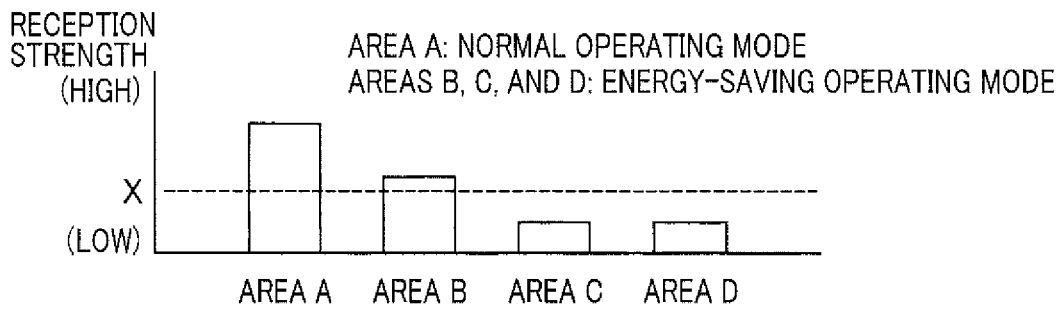 RECEPTION
STRENGTH
(HIGH)
AREA A: NORMAL OPERATING MODE
AREAS B, C, AND D: ENERGY-SAVING OPERATING MODE
X
(LOW)
AREA A AREA B AREA C AREA D